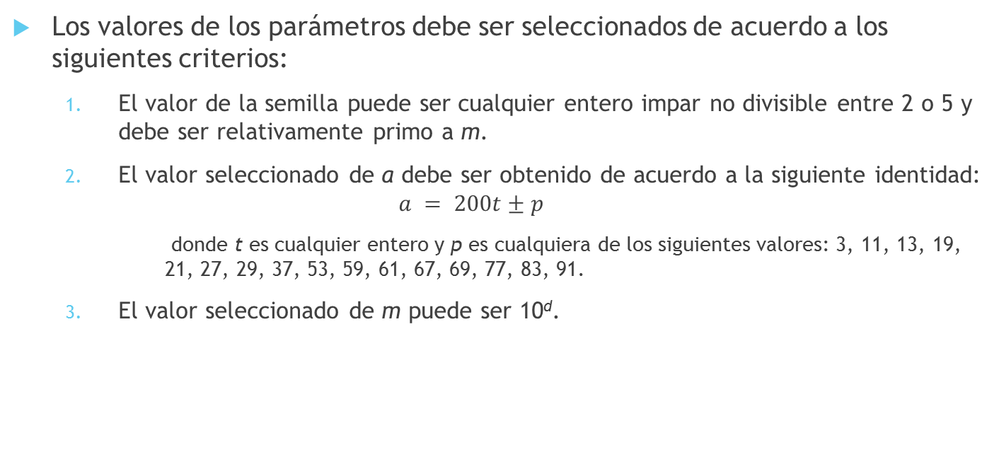 Los valores de los parámetros debe ser seleccionados de acuerdo a los
siguientes criterios:
1. El valor de la semilla puede ser cualquier entero impar no divisible entre 2 o 5 y
debe ser relativamente primo a m.
2. El valor seleccionado de a debe ser obtenido de acuerdo a la siguiente identidad:
a = 200t ± p
donde t es cualquier entero y p es cualquiera de los siguientes valores: 3, 11, 13, 19,
21, 27, 29, 37, 53, 59, 61, 67, 69, 77, 83, 91.
3. El valor seleccionado de m puede ser 10ᵈ.